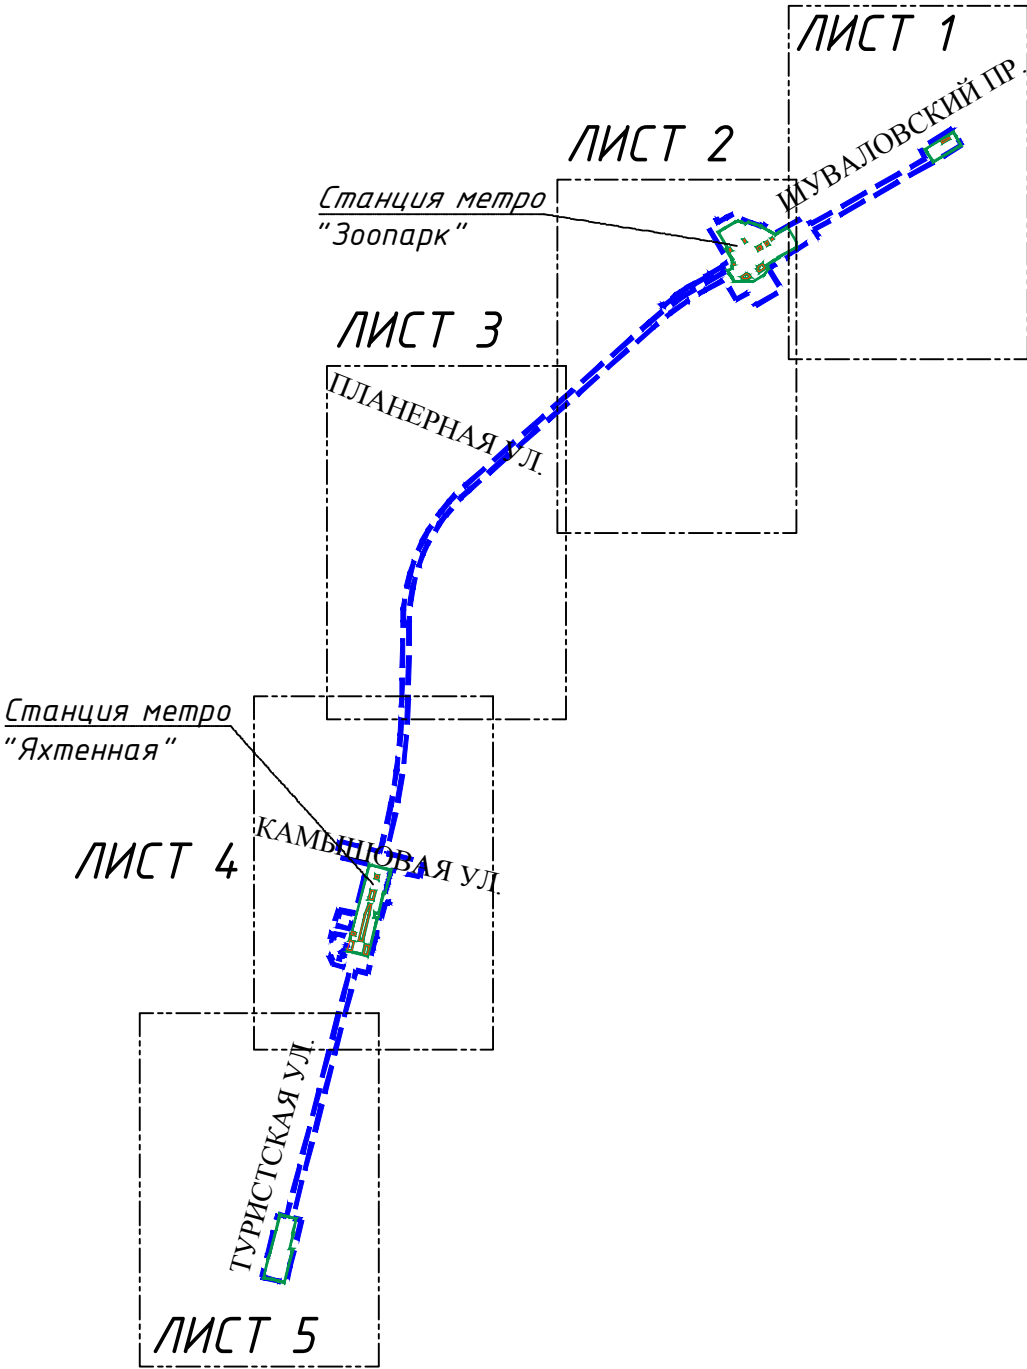 ЛИСТ 1
ШУВАЛОВСКИЙ ПР.
ЛИСТ 2
Станция метро
"Зоопарк"
ЛИСТ 3
ПЛАНЕРНАЯ УЛ.
Станция метро
"Яхтенная"
КАМЫШОВАЯ УЛ.
ЛИСТ 4
ТУРИСТСКАЯ УЛ.
ЛИСТ 5